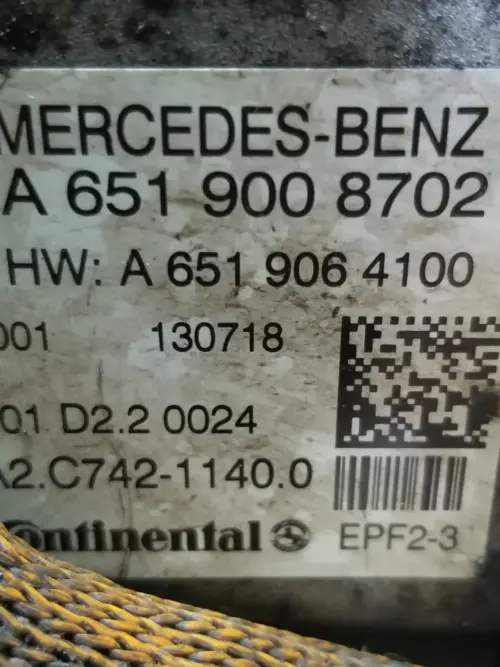 MERCEDES-BENZ
A 651 900 8702
HW: A 651 906 4100
001 130718
01 D2.2 0024
A2.C742-1140.0
Continental EPF2-3